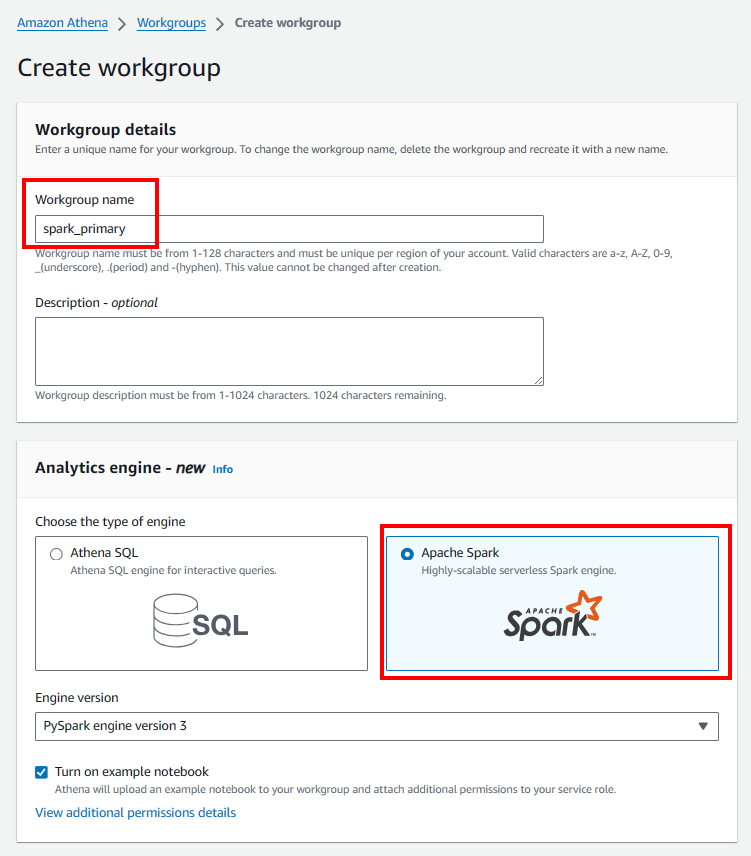 Amazon Athena > Workgroups > Create workgroup
Create workgroup
Workgroup details
Enter a unique name for your workgroup. To change the workgroup name, delete the workgroup and recreate it with a new name.
Workgroup name
spark_primary
Workgroup name must be from 1-128 characters and must be unique per region of your account. Valid characters are a-z, A-Z, 0-9,
_(underscore), .(period) and -(hyphen). This value cannot be changed after creation.
Description - optional
Workgroup description must be from 1-1024 characters. 1024 characters remaining.
Analytics engine - new Info
Choose the type of engine
Athena SQL
Athena SQL engine for interactive queries.
SQL
Apache Spark
Highly-scalable serverless Spark engine.
APACHE
Spark™
Engine version
PySpark engine version 3
Turn on example notebook
Athena will upload an example notebook to your workgroup and attach additional permissions to your service role.
View additional permissions details